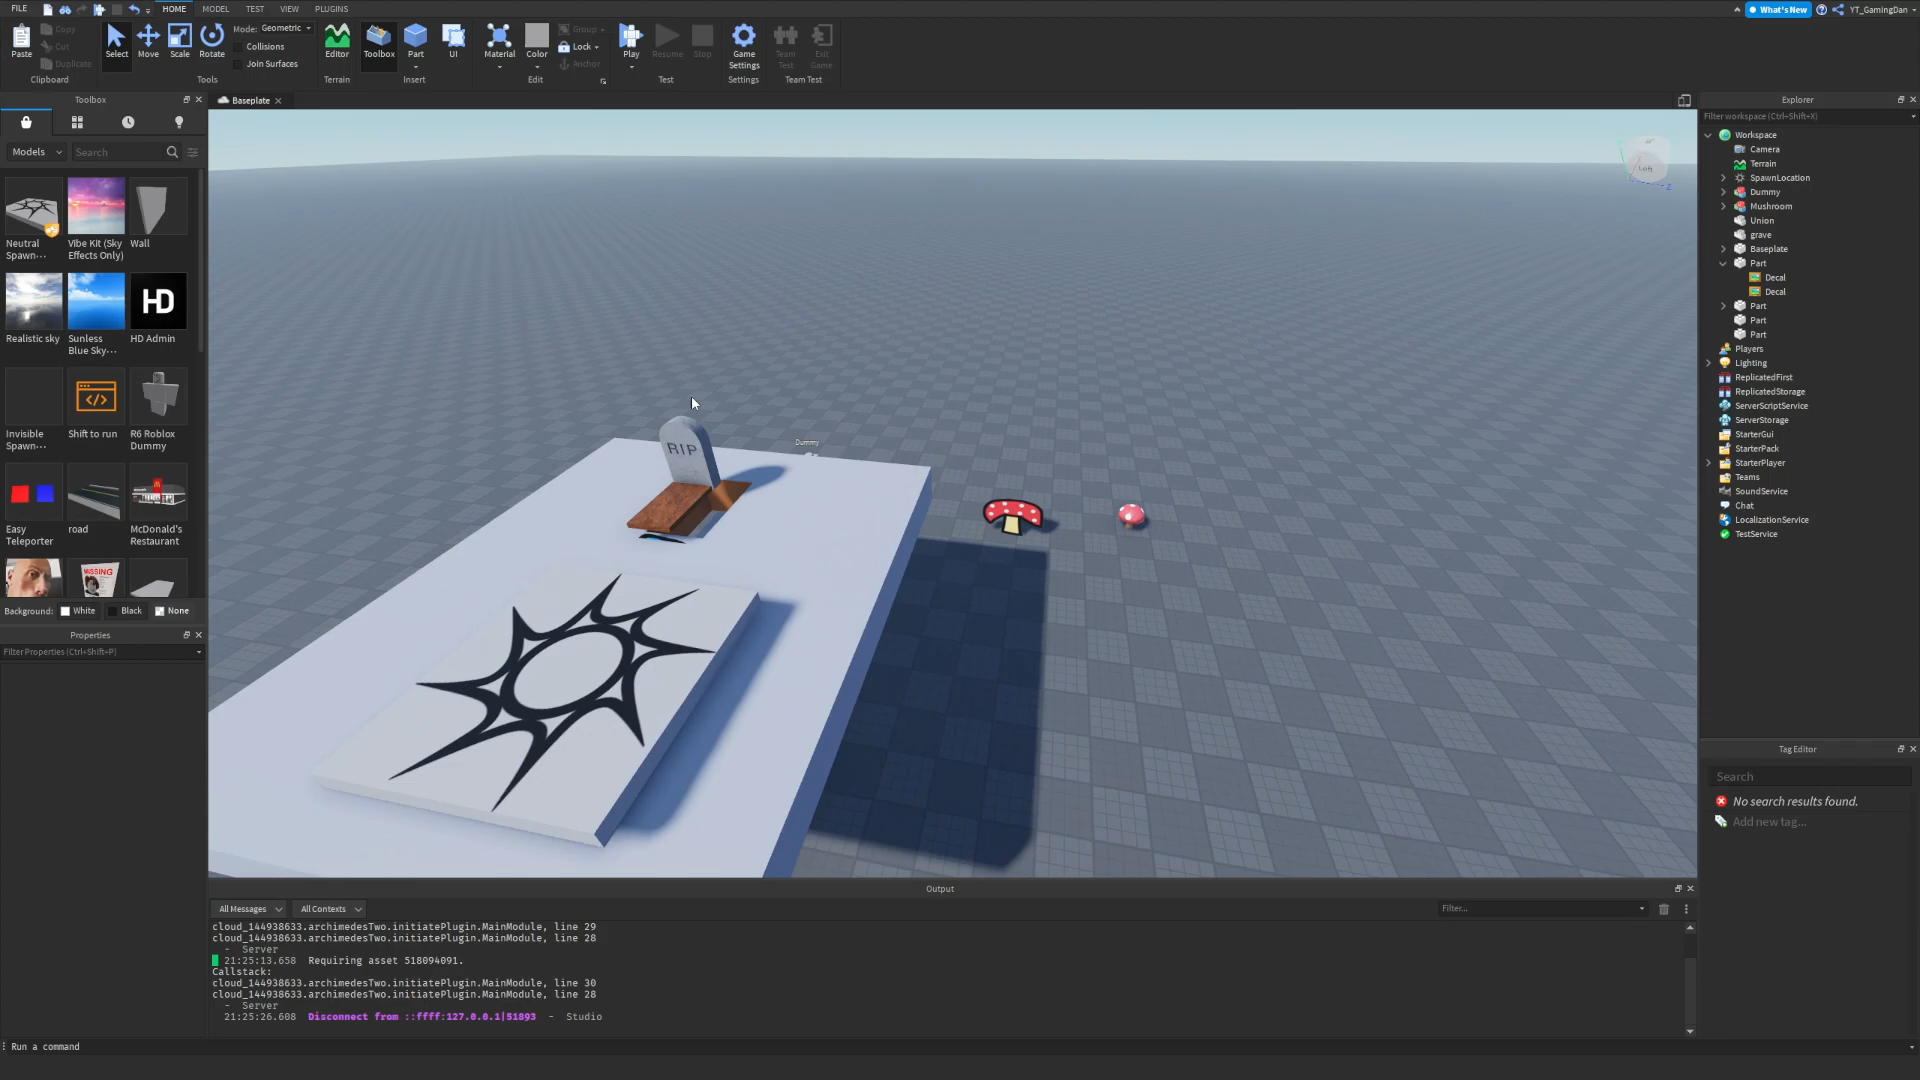 FILE
HOME
MODEL
TEST
VIEW
PLUGINS
What's New
YT_GamingDan
Paste
Copy
Cut
Duplicate
Clipboard
Select
Move
Scale
Rotate
Mode: Geometric
Collisions
Join Surfaces
Tools
Editor
Terrain
Toolbox
Part
UI
Insert
Material
Color
Group
Lock
Anchor
Edit
Play
Resume
Stop
Test
Game
Settings
Settings
Team
Test
Exit
Game
Team Test
Toolbox
Models
Search
Neutral
Spawn...
Vibe Kit (Sky
Effects Only)
Wall
Realistic sky
Sunless
Blue Sky...
HD
HD Admin
Invisible
Spawn...
Shift to run
R6 Roblox
Dummy
Easy
Teleporter
road
McDonald's
Restaurant
MISSING
Background:
White
Black
None
Properties
Filter Properties (Ctrl+Shift+P)
Baseplate
Left
RIP
Dummy
Explorer
Filter workspace (Ctrl+Shift+X)
Workspace
Camera
Terrain
SpawnLocation
Dummy
Mushroom
Union
grave
Baseplate
Part
Decal
Decal
Part
Part
Part
Players
Lighting
ReplicatedFirst
ReplicatedStorage
ServerScriptService
ServerStorage
StarterGui
StarterPack
StarterPlayer
Teams
SoundService
Chat
LocalizationService
TestService
Tag Editor
Search
No search results found.
Add new tag...
Output
All Messages
All Contexts
Filter...
cloud_144938633.archimedesTwo.initiatePlugin.MainModule, line 29
cloud_144938633.archimedesTwo.initiatePlugin.MainModule, line 28
- Server
21:25:13.658 Requiring asset 518094091.
Callstack:
cloud_144938633.archimedesTwo.initiatePlugin.MainModule, line 30
cloud_144938633.archimedesTwo.initiatePlugin.MainModule, line 28
- Server
21:25:26.608 Disconnect from ::ffff:127.0.0.1|51893 - Studio
Run a command